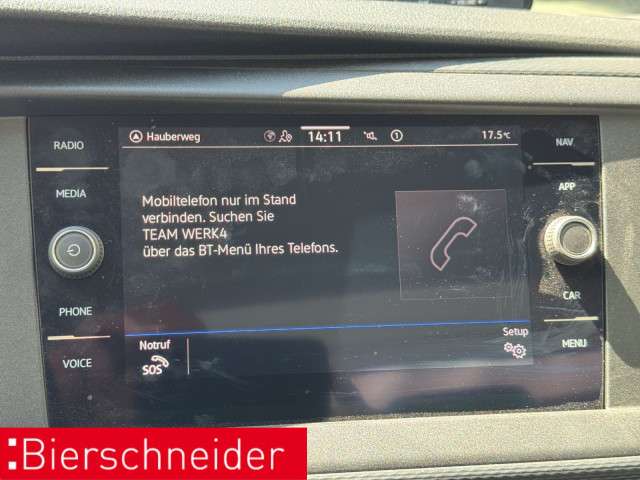 RADIO
MEDIA
PHONE
VOICE
Hauberweg
14:11
1
17.5°C
Mobiltelefon nur im Stand
verbinden. Suchen Sie
TEAM WERK4
über das BT-Menü Ihres Telefons.
Notruf
SOS
Setup
NAV
APP
CAR
MENU
Bierschneider